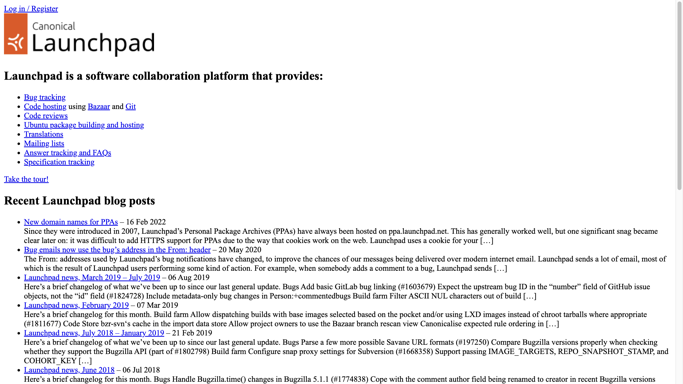 Log in / Register
Canonical
Launchpad
Launchpad is a software collaboration platform that provides:
Bug tracking
Code hosting using Bazaar and Git
Code reviews
Ubuntu package building and hosting
Translations
Mailing lists
Answer tracking and FAQs
Specification tracking
Take the tour!
Recent Launchpad blog posts
New domain names for PPAs – 16 Feb 2022
Since they were introduced in 2007, Launchpad's Personal Package Archives (PPAs) have always been hosted on ppa.launchpad.net. This has generally worked well, but one significant snag became
clear later on: it was difficult to add HTTPS support for PPAs due to the way that cookies work on the web. Launchpad uses a cookie for your […]
Bug emails now use the bug's address in the From: header – 20 May 2020
The From: addresses used by Launchpad's bug notifications have changed, to improve the chances of our messages being delivered over modern internet email. Launchpad sends a lot of email, most of
which is the result of Launchpad users performing some kind of action. For example, when somebody adds a comment to a bug, Launchpad sends […]
Launchpad news, March 2019 – July 2019 – 06 Aug 2019
Here's a brief changelog of what we've been up to since our last general update. Bugs Add basic GitLab bug linking (#1603679) Expect the upstream bug ID in the "number" field of GitHub issue
objects, not the "id" field (#1824728) Include metadata-only bug changes in Person:+commentedbugs Build farm Filter ASCII NUL characters out of build […]
Launchpad news, February 2019 – 07 Mar 2019
Here's a brief changelog for this month. Build farm Allow dispatching builds with base images selected based on the pocket and/or using LXD images instead of chroot tarballs where appropriate
(#1811677) Code Store bzr-svn's cache in the import data store Allow project owners to use the Bazaar branch rescan view Canonicalise expected rule ordering in […]
Launchpad news, July 2018 – January 2019 – 21 Feb 2019
Here's a brief changelog of what we've been up to since our last general update. Bugs Parse a few more possible Savane URL formats (#197250) Compare Bugzilla versions properly when checking
whether they support the Bugzilla API (part of #1802798) Build farm Configure snap proxy settings for Subversion (#1668358) Support passing IMAGE_TARGETS, REPO_SNAPSHOT_STAMP, and
COHORT_KEY […]
Launchpad news, June 2018 – 06 Jul 2018
Here's a brief changelog for this month. Bugs Handle Bugzilla.time() changes in Bugzilla 5.1.1 (#1774838) Cope with the comment author field being renamed to creator in recent Bugzilla versions